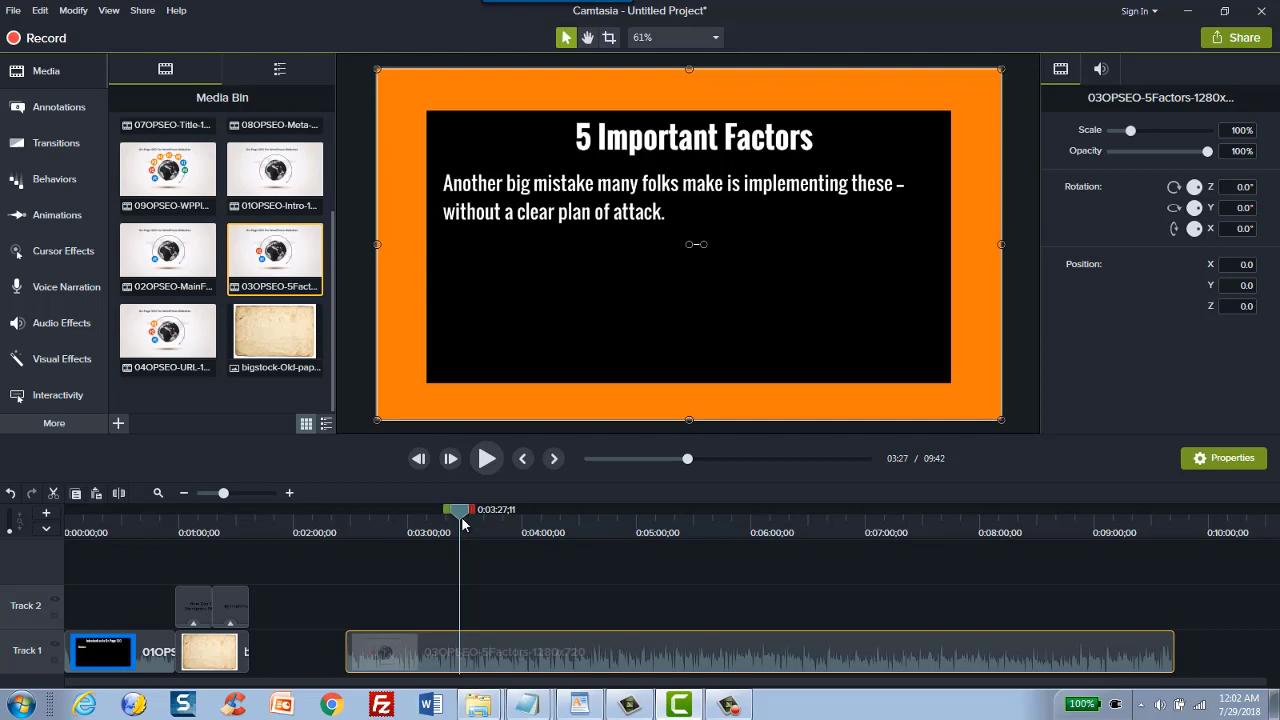 File Edit Modify View Share Help
Camtasia - Untitled Project*
Sign In
Record
61%
Share
Media
Annotations
Transitions
Behaviors
Animations
Cursor Effects
Voice Narration
Audio Effects
Visual Effects
Interactivity
More
Media Bin
07OPSEO-Title-1...
08OPSEO-Meta-...
09OPSEO-WPPl...
01OPSEO-Intro-1...
02OPSEO-MainF...
03OPSEO-5Fact...
04OPSEO-URL-1...
bigstock-Old-pap...
5 Important Factors
Another big mistake many folks make is implementing these –
without a clear plan of attack.
03OPSEO-5Factors-1280x...
Scale 100%
Opacity 100%
Rotation: Z 0.0°
Y 0.0°
X 0.0°
Position: X 0.0
Y 0.0
Z 0.0
03:27 / 09:42
Properties
0:03:27;11
0:00:00;00 0:01:00;00 0:02:00;00 0:03:00;00 0:04:00;00 0:05:00;00 0:06:00;00 0:07:00;00 0:08:00;00 0:09:00;00 0:10:00;00
Track 2
Track 1
01OPS
03OPSEO-5Factors-1280x720
100%
12:02 AM
7/29/2018